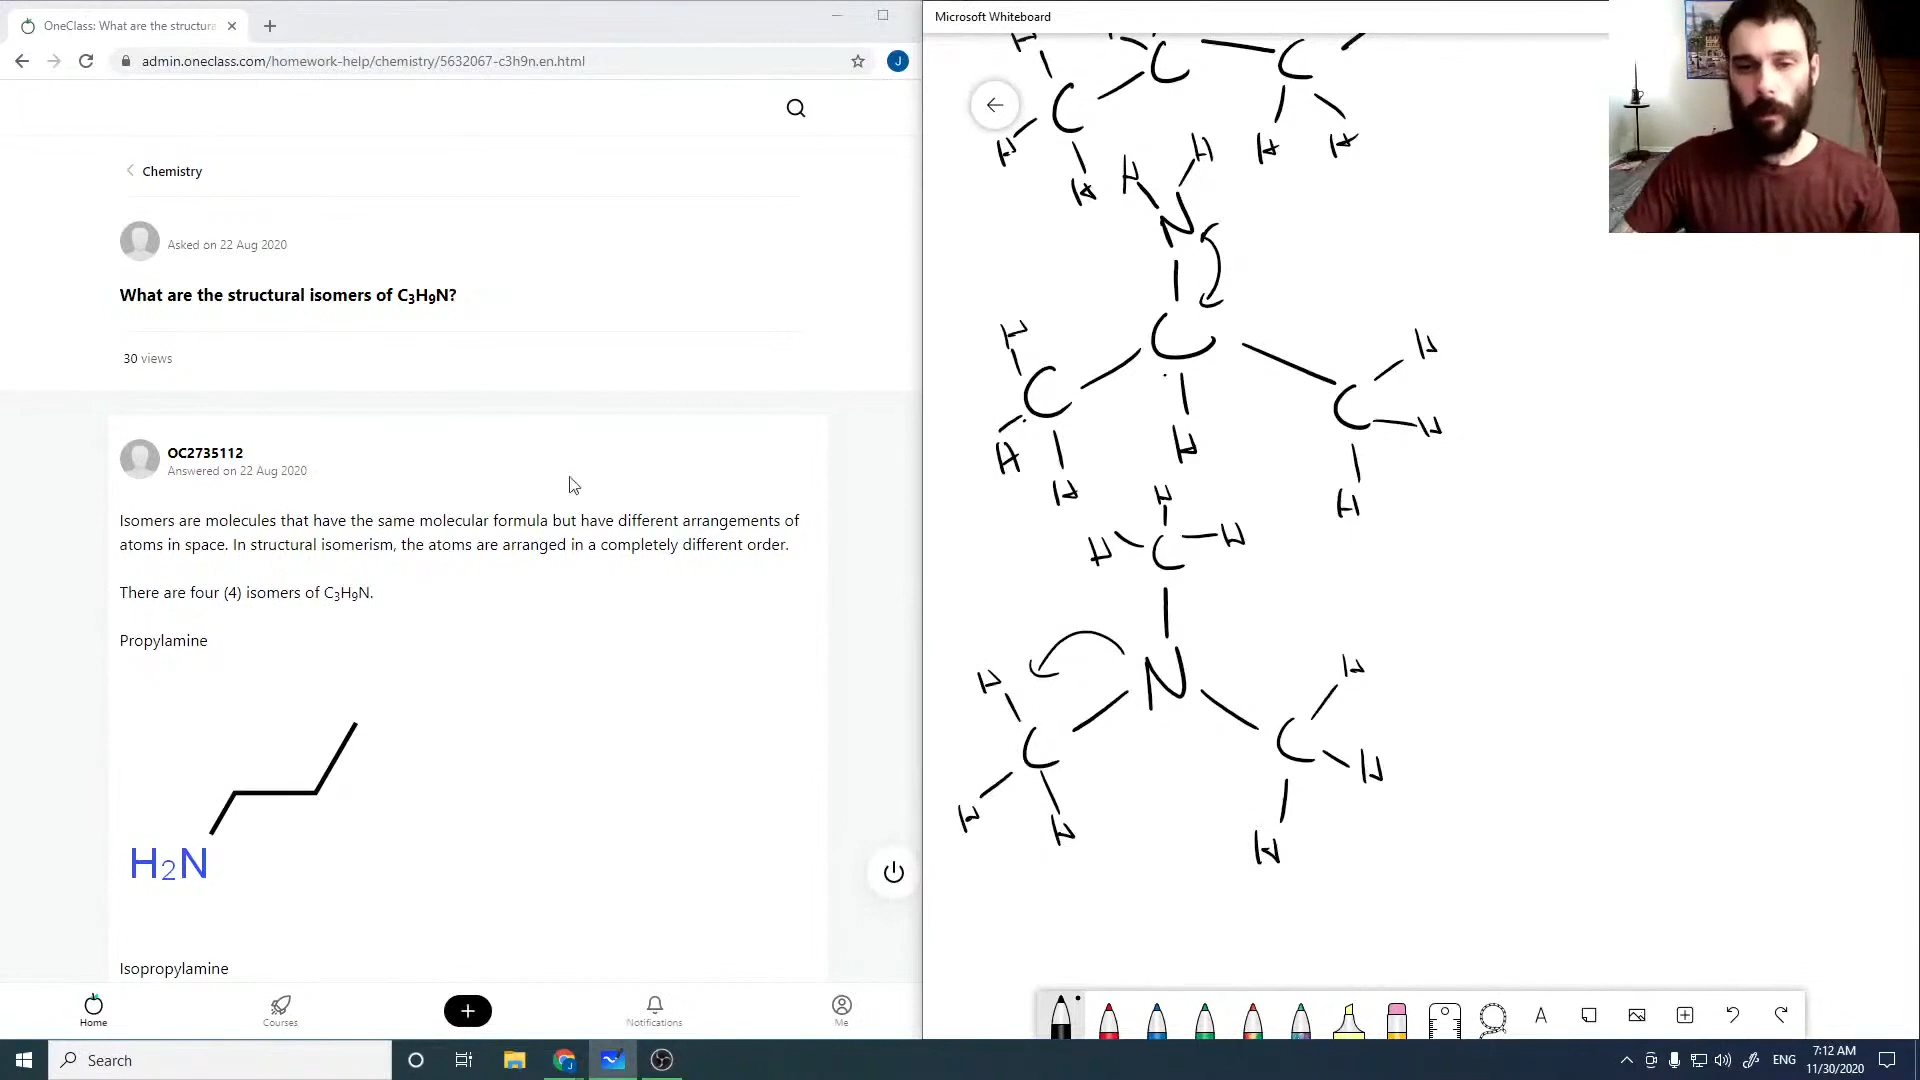 OneClass: What are the structura
admin.oneclass.com/homework-help/chemistry/5632067-c3h9n.en.html
J
Chemistry
Asked on 22 Aug 2020
What are the structural isomers of C₃H₉N?
30 views
OC2735112
Answered on 22 Aug 2020
Isomers are molecules that have the same molecular formula but have different arrangements of
atoms in space. In structural isomerism, the atoms are arranged in a completely different order.
There are four (4) isomers of C₃H₉N.
Propylamine
H₂N
Isopropylamine
Home
Courses
Notifications
Me
Microsoft Whiteboard
H
C C
C
H H H
H
H H
N
C
H H
C C
H H
H H H
H
H C H
H N H
C C H
H H H
A
Search
ENG
7:12 AM
11/30/2020